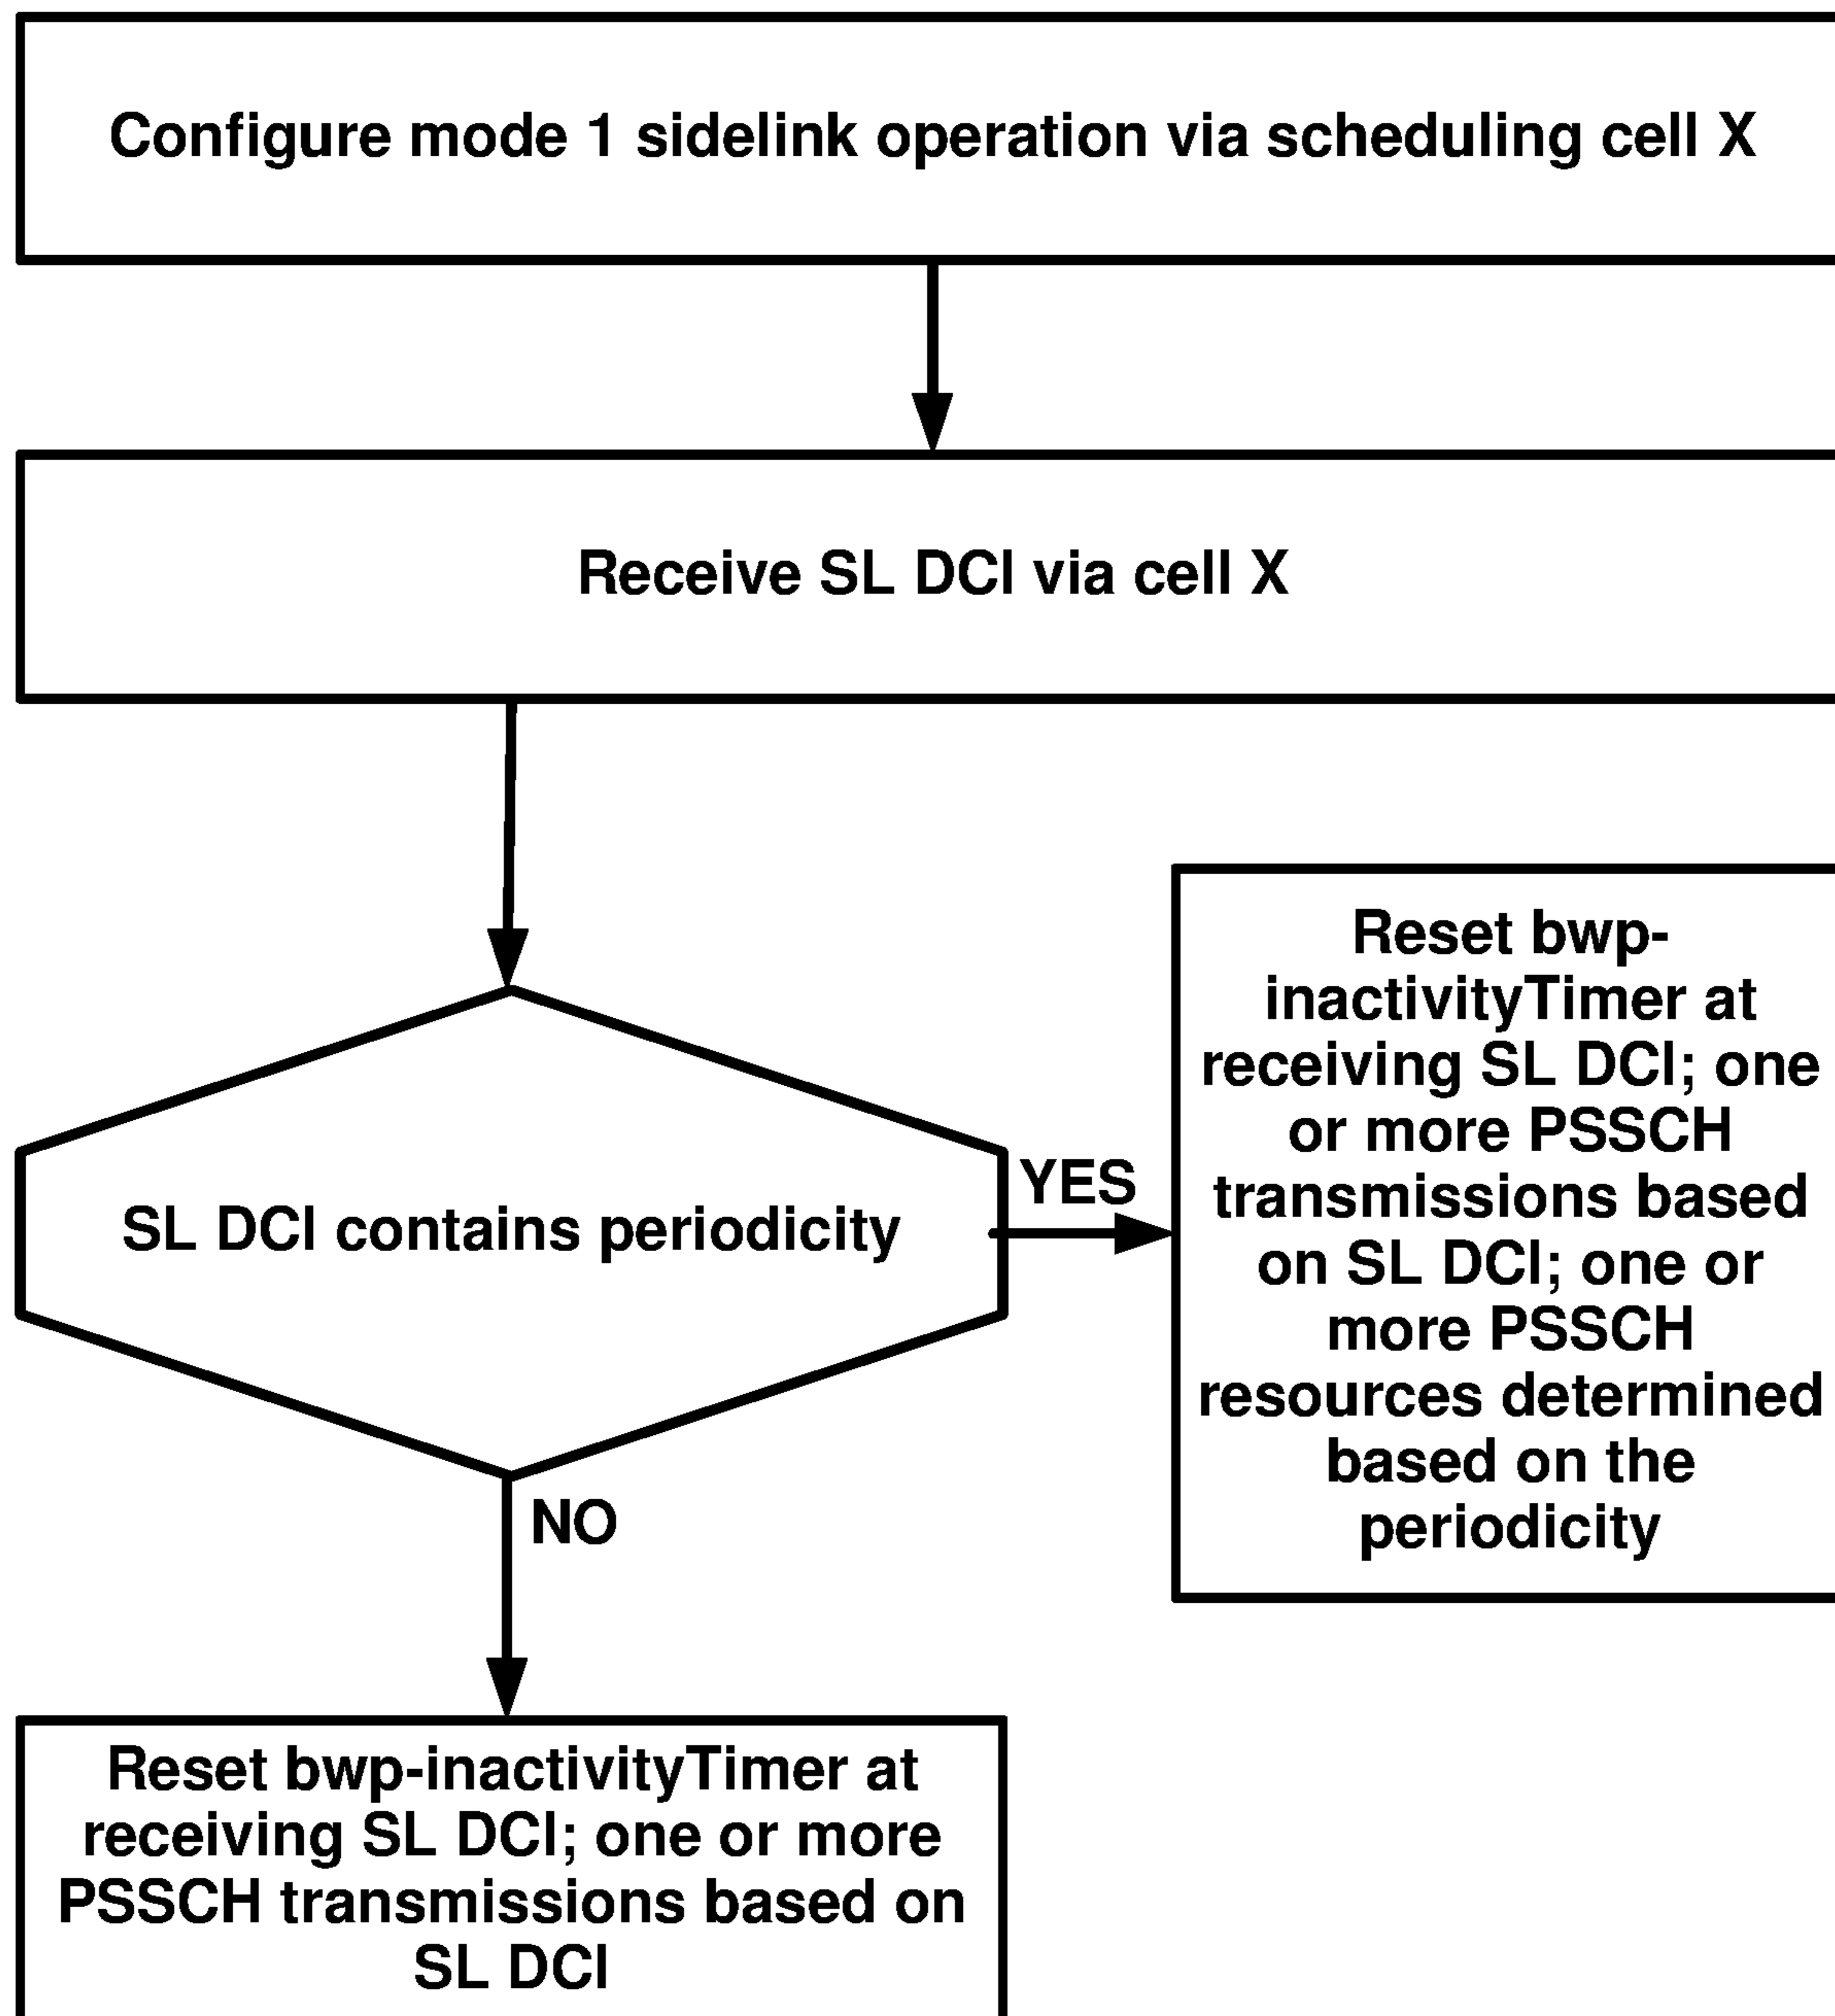 Configure mode 1 sidelink operation via scheduling cell X
Receive SL DCI via cell X
SL DCI contains periodicity
YES
Reset bwp-
inactivityTimer at
receiving SL DCI; one
or more PSSCH
transmissions based
on SL DCI; one or
more PSSCH
resources determined
based on the
periodicity
NO
Reset bwp-inactivityTimer at
receiving SL DCI; one or more
PSSCH transmissions based on
SL DCI